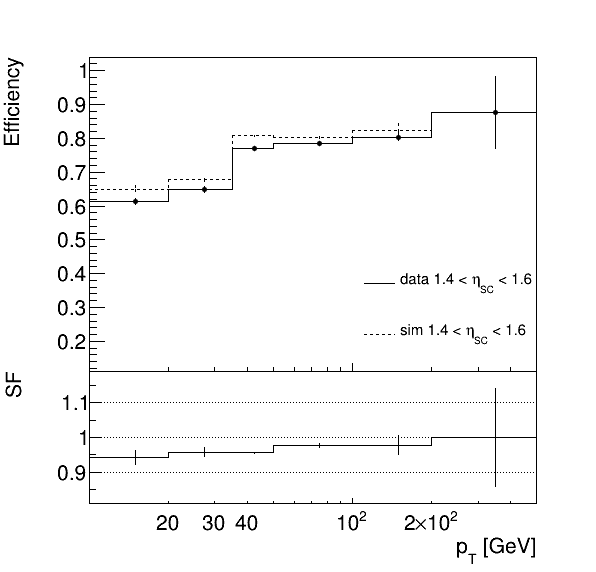 Efficiency
1
0.9
0.8
0.7
0.6
0.5
0.4
0.3
0.2
data 1.4 < η_SC < 1.6
sim 1.4 < η_SC < 1.6
SF
1.1
1
0.9
20 30 40 10² 2×10²
p_T [GeV]